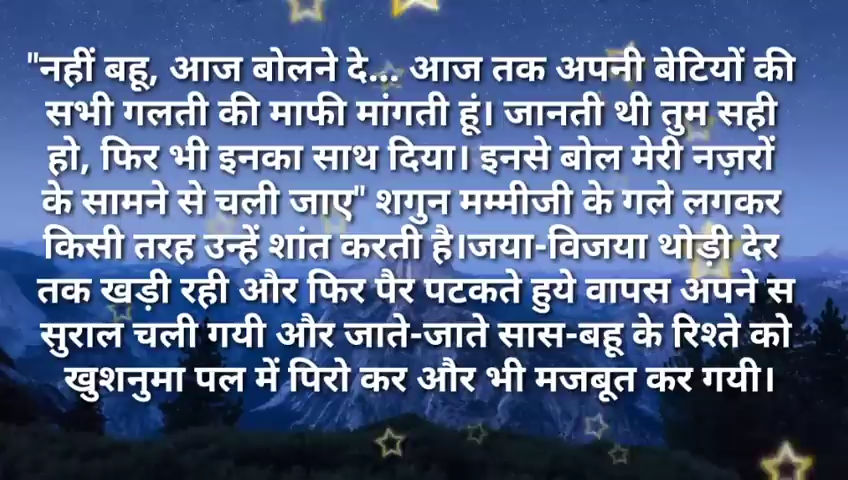 "नहीं बहू, आज बोलने दे... आज तक अपनी बेटियों की
सभी गलती की माफी मांगती हूं। जानती थी तुम सही
हो, फिर भी इनका साथ दिया। इनसे बोल मेरी नज़रों
के सामने से चली जाए" शगुन मम्मीजी के गले लगकर
किसी तरह उन्हें शांत करती है।जया-विजया थोड़ी देर
तक खड़ी रही और फिर पैर पटकते हुये वापस अपने स
सुराल चली गयी और जाते-जाते सास-बहू के रिश्ते को
खुशनुमा पल में पिरो कर और भी मजबूत कर गयी।